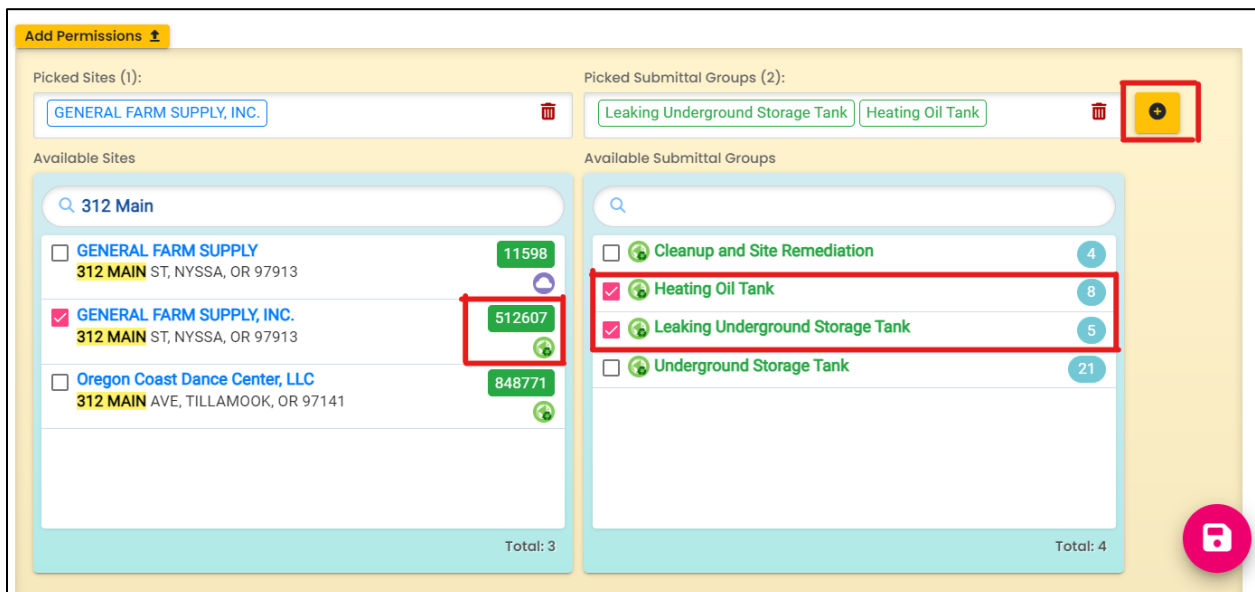 Add Permissions
Picked Sites (1):
GENERAL FARM SUPPLY, INC.
Picked Submittal Groups (2):
Leaking Underground Storage Tank Heating Oil Tank
Available Sites
312 Main
GENERAL FARM SUPPLY 11598
312 MAIN ST, NYSSA, OR 97913
GENERAL FARM SUPPLY, INC. 512607
312 MAIN ST, NYSSA, OR 97913
Oregon Coast Dance Center, LLC 848771
312 MAIN AVE, TILLAMOOK, OR 97141
Total: 3
Available Submittal Groups
Cleanup and Site Remediation 4
Heating Oil Tank 8
Leaking Underground Storage Tank 5
Underground Storage Tank 21
Total: 4